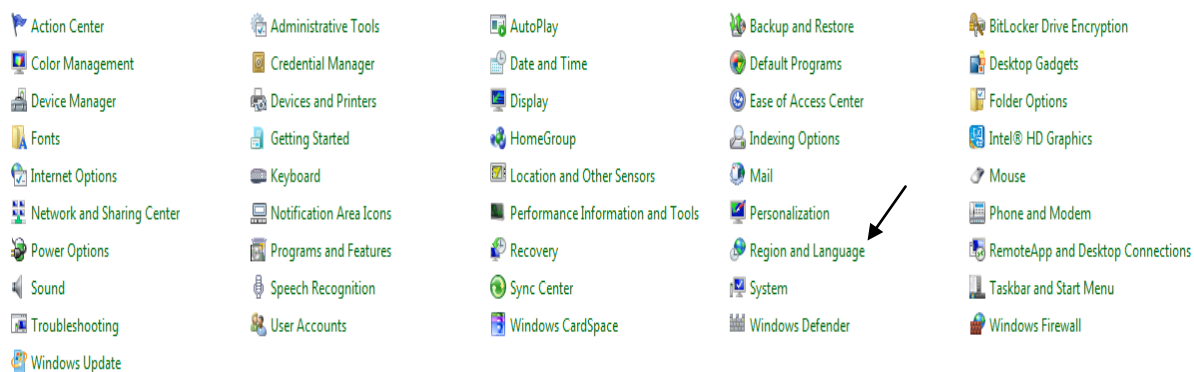 Action Center Administrative Tools AutoPlay Backup and Restore BitLocker Drive Encryption
Color Management Credential Manager Date and Time Default Programs Desktop Gadgets
Device Manager Devices and Printers Display Ease of Access Center Folder Options
Fonts Getting Started HomeGroup Indexing Options Intel® HD Graphics
Internet Options Keyboard Location and Other Sensors Mail Mouse
Network and Sharing Center Notification Area Icons Performance Information and Tools Personalization Phone and Modem
Power Options Programs and Features Recovery Region and Language RemoteApp and Desktop Connections
Sound Speech Recognition Sync Center System Taskbar and Start Menu
Troubleshooting User Accounts Windows CardSpace Windows Defender Windows Firewall
Windows Update